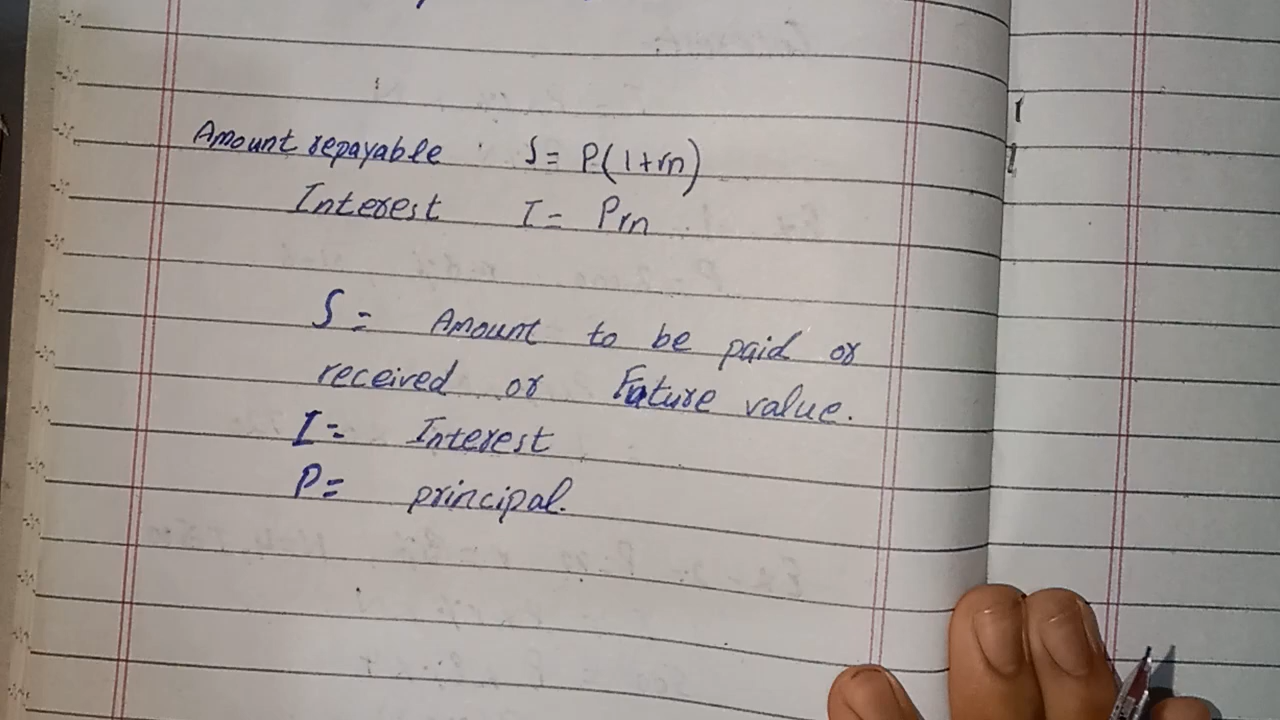 Amount repayable S = P(1+rn)
Interest I = Prn
S = Amount to be paid or
received or Future value.
I = Interest
P = principal.